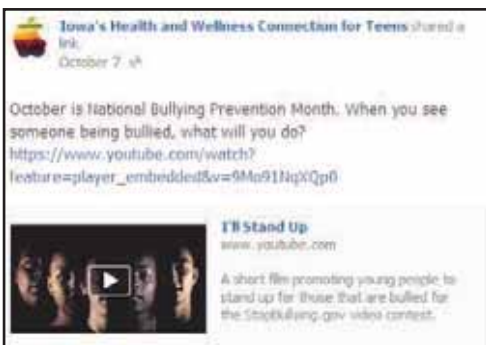 Iowa's Health and Wellness Connection for Teens shared a
link.
October 7
October is National Bullying Prevention Month. When you see
someone being bullied, what will you do?
https://www.youtube.com/watch?
feature=player_embedded&v=9Mo91NqXQp0
I'll Stand Up
www.youtube.com
A short film promoting young people to
stand up for those that are bullied for
the StopBullying.gov video contest.